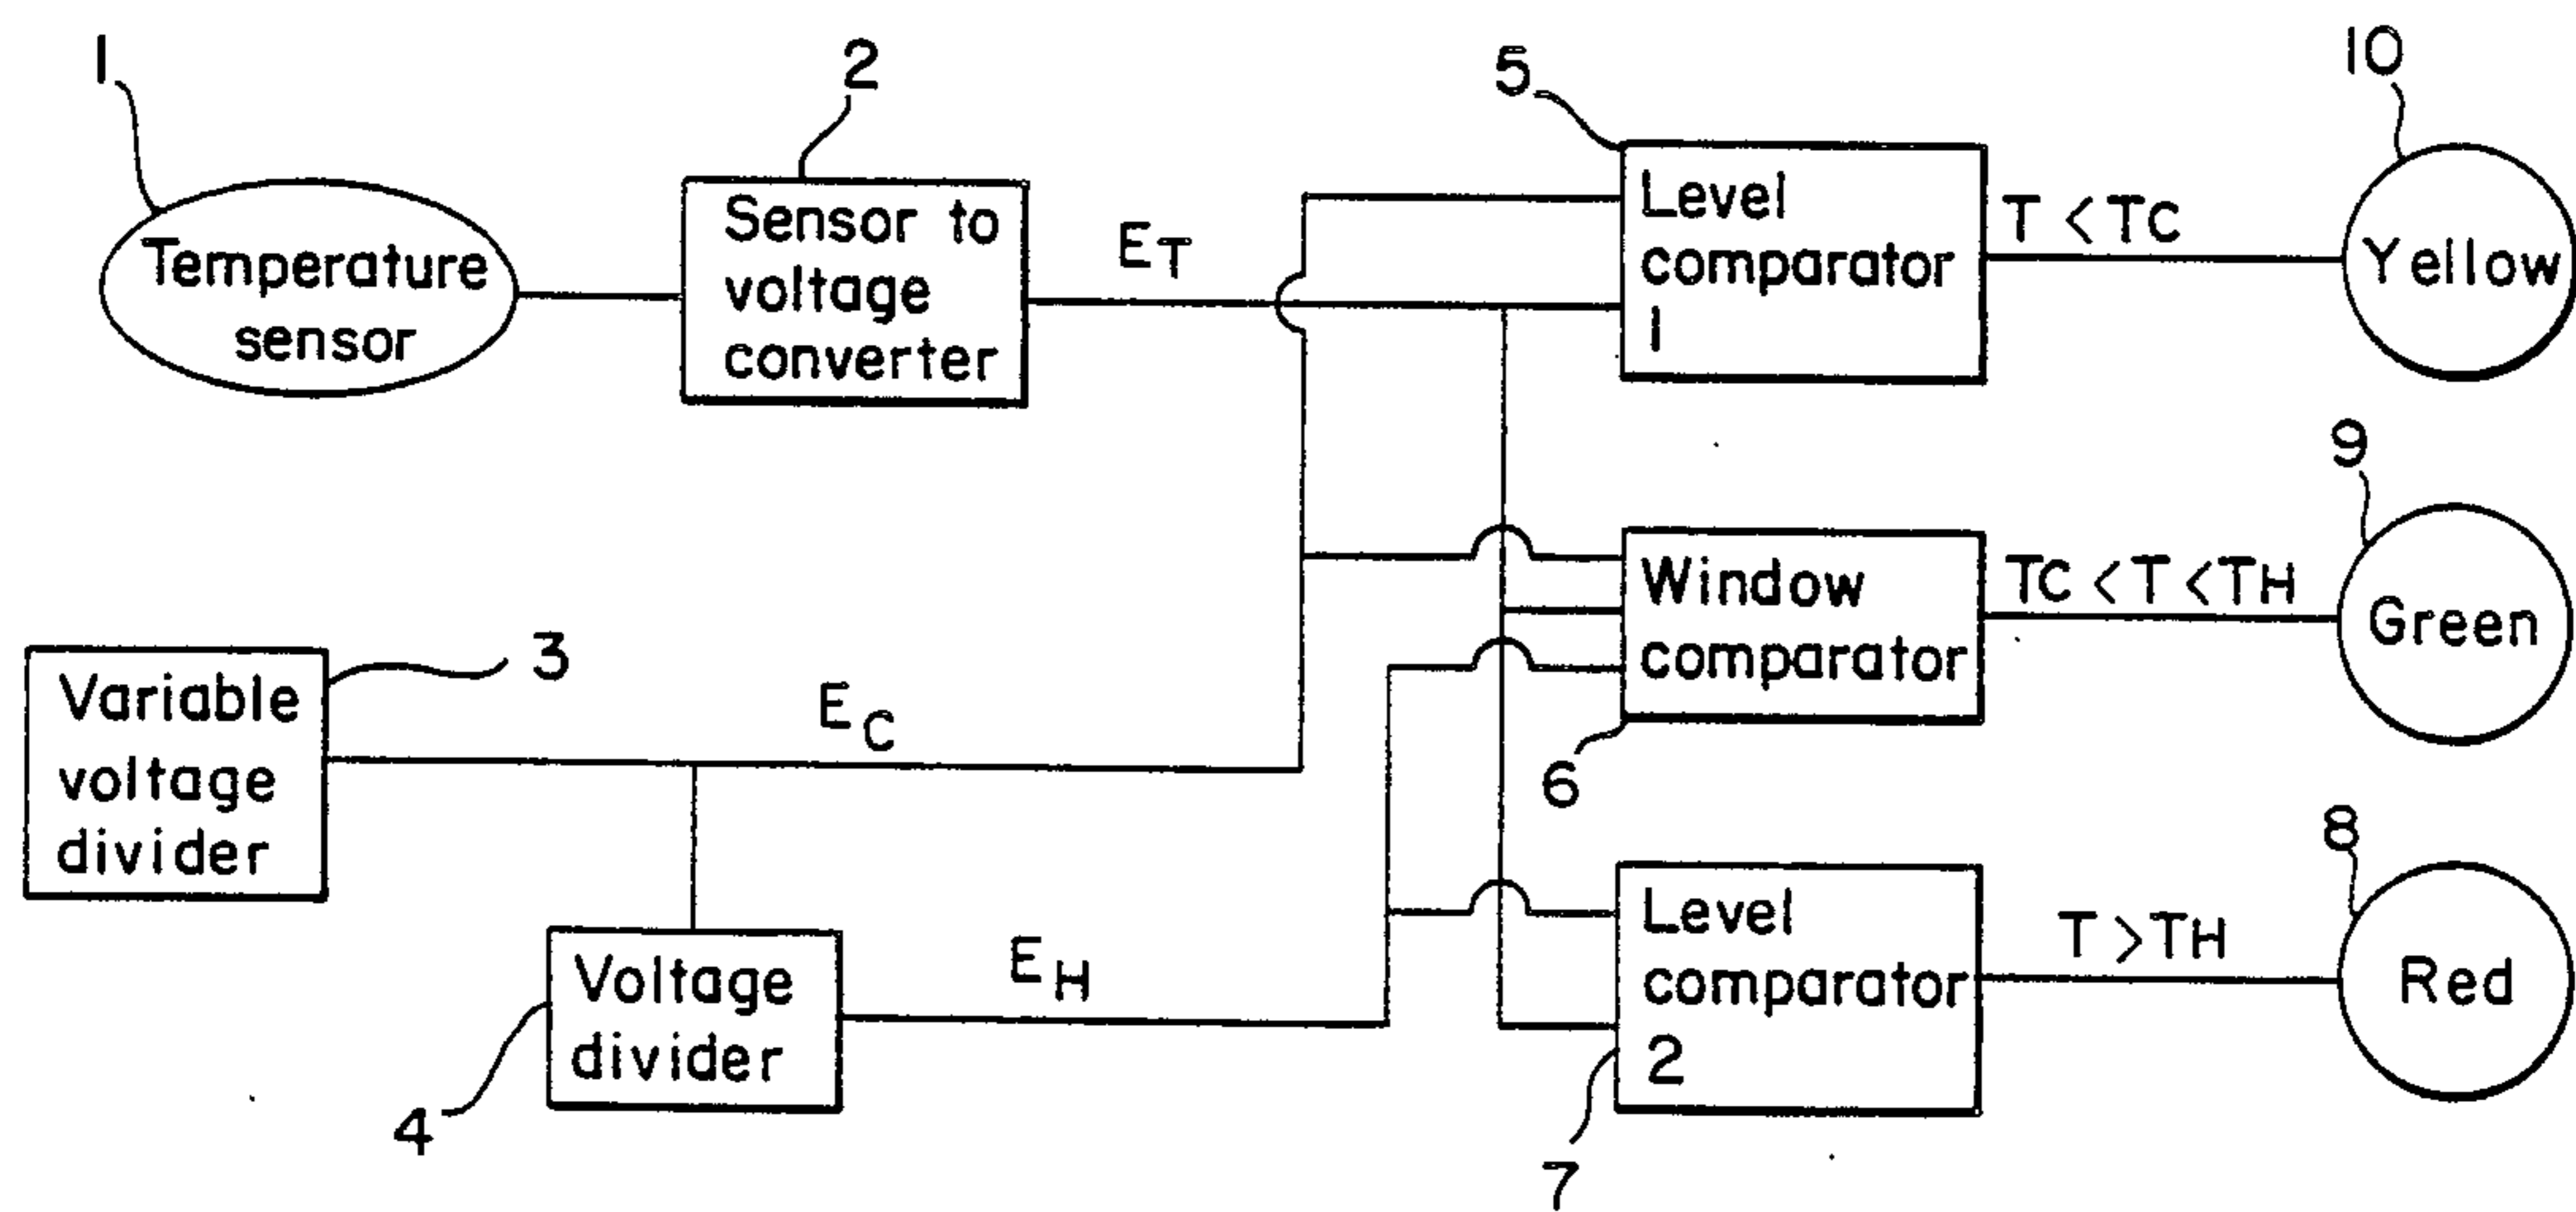 1
2
5
10
Temperature
sensor
Sensor to
voltage
converter
ET
Level
comparator
1
T < TC
Yellow
9
Window
comparator
TC < T < TH
Green
6
3
Variable
voltage
divider
EC
8
Voltage
divider
EH
4
Level
comparator
2
T > TH
Red
7